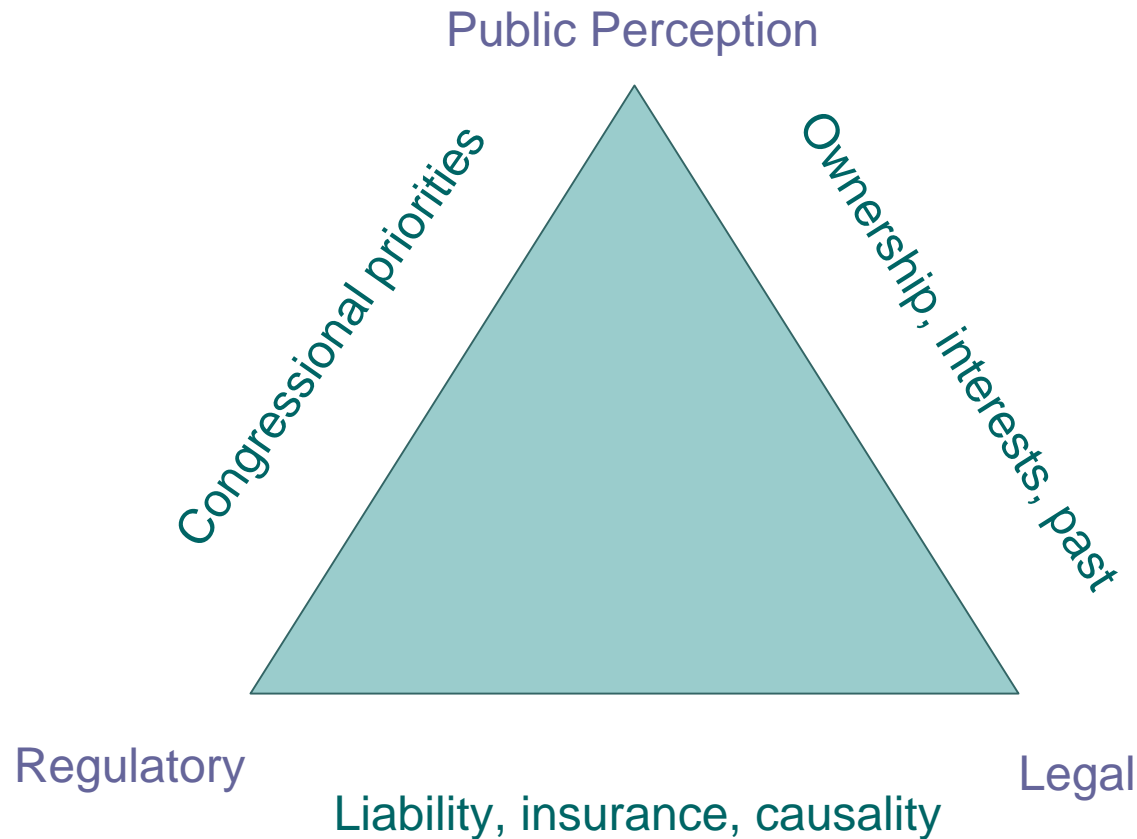 Public Perception
Congressional priorities
Ownership, interests, past
Regulatory
Legal
Liability, insurance, causality